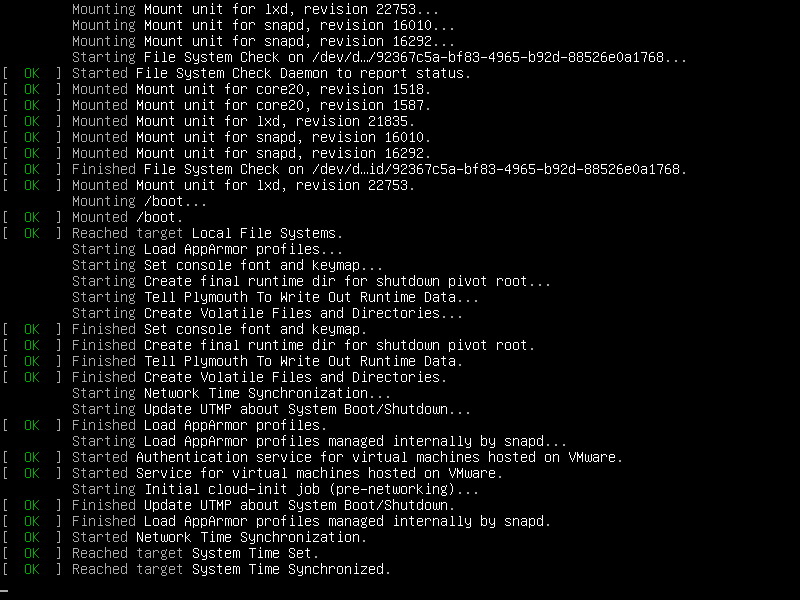 Mounting Mount unit for lxd, revision 22753...
Mounting Mount unit for snapd, revision 16010...
Mounting Mount unit for snapd, revision 16292...
Starting File System Check on /dev/d…/92367c5a-bf83-4965-b92d-88526e0a1768...
[  OK  ] Started File System Check Daemon to report status.
[  OK  ] Mounted Mount unit for core20, revision 1518.
[  OK  ] Mounted Mount unit for core20, revision 1587.
[  OK  ] Mounted Mount unit for lxd, revision 21835.
[  OK  ] Mounted Mount unit for snapd, revision 16010.
[  OK  ] Mounted Mount unit for snapd, revision 16292.
[  OK  ] Finished File System Check on /dev/d…id/92367c5a-bf83-4965-b92d-88526e0a1768.
[  OK  ] Mounted Mount unit for lxd, revision 22753.
Mounting /boot...
[  OK  ] Mounted /boot.
[  OK  ] Reached target Local File Systems.
Starting Load AppArmor profiles...
Starting Set console font and keymap...
Starting Create final runtime dir for shutdown pivot root...
Starting Tell Plymouth To Write Out Runtime Data...
Starting Create Volatile Files and Directories...
[  OK  ] Finished Set console font and keymap.
[  OK  ] Finished Create final runtime dir for shutdown pivot root.
[  OK  ] Finished Tell Plymouth To Write Out Runtime Data.
[  OK  ] Finished Create Volatile Files and Directories.
Starting Network Time Synchronization...
Starting Update UTMP about System Boot/Shutdown...
[  OK  ] Finished Load AppArmor profiles.
Starting Load AppArmor profiles managed internally by snapd...
[  OK  ] Started Authentication service for virtual machines hosted on VMware.
[  OK  ] Started Service for virtual machines hosted on VMware.
Starting Initial cloud-init job (pre-networking)...
[  OK  ] Finished Update UTMP about System Boot/Shutdown.
[  OK  ] Finished Load AppArmor profiles managed internally by snapd.
[  OK  ] Started Network Time Synchronization.
[  OK  ] Reached target System Time Set.
[  OK  ] Reached target System Time Synchronized.